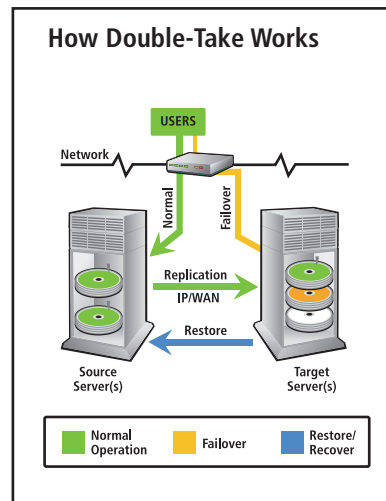 How Double-Take Works
USERS
Network
Normal
Failover
Replication
IP/WAN
Restore
Source
Server(s)
Target
Server(s)
Normal
Operation
Failover
Restore/
Recover